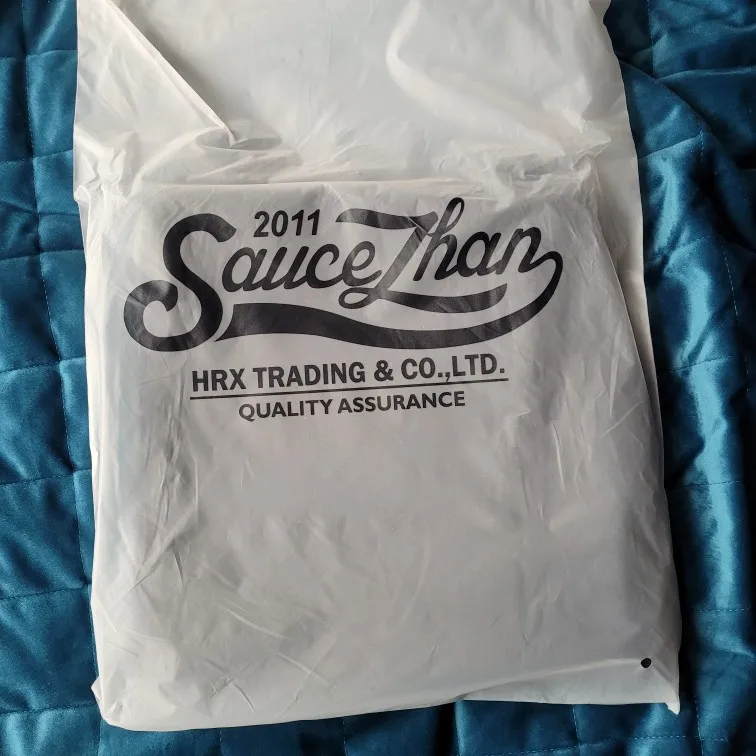 2011
SauceZhan
HRX TRADING & CO.,LTD.
QUALITY ASSURANCE